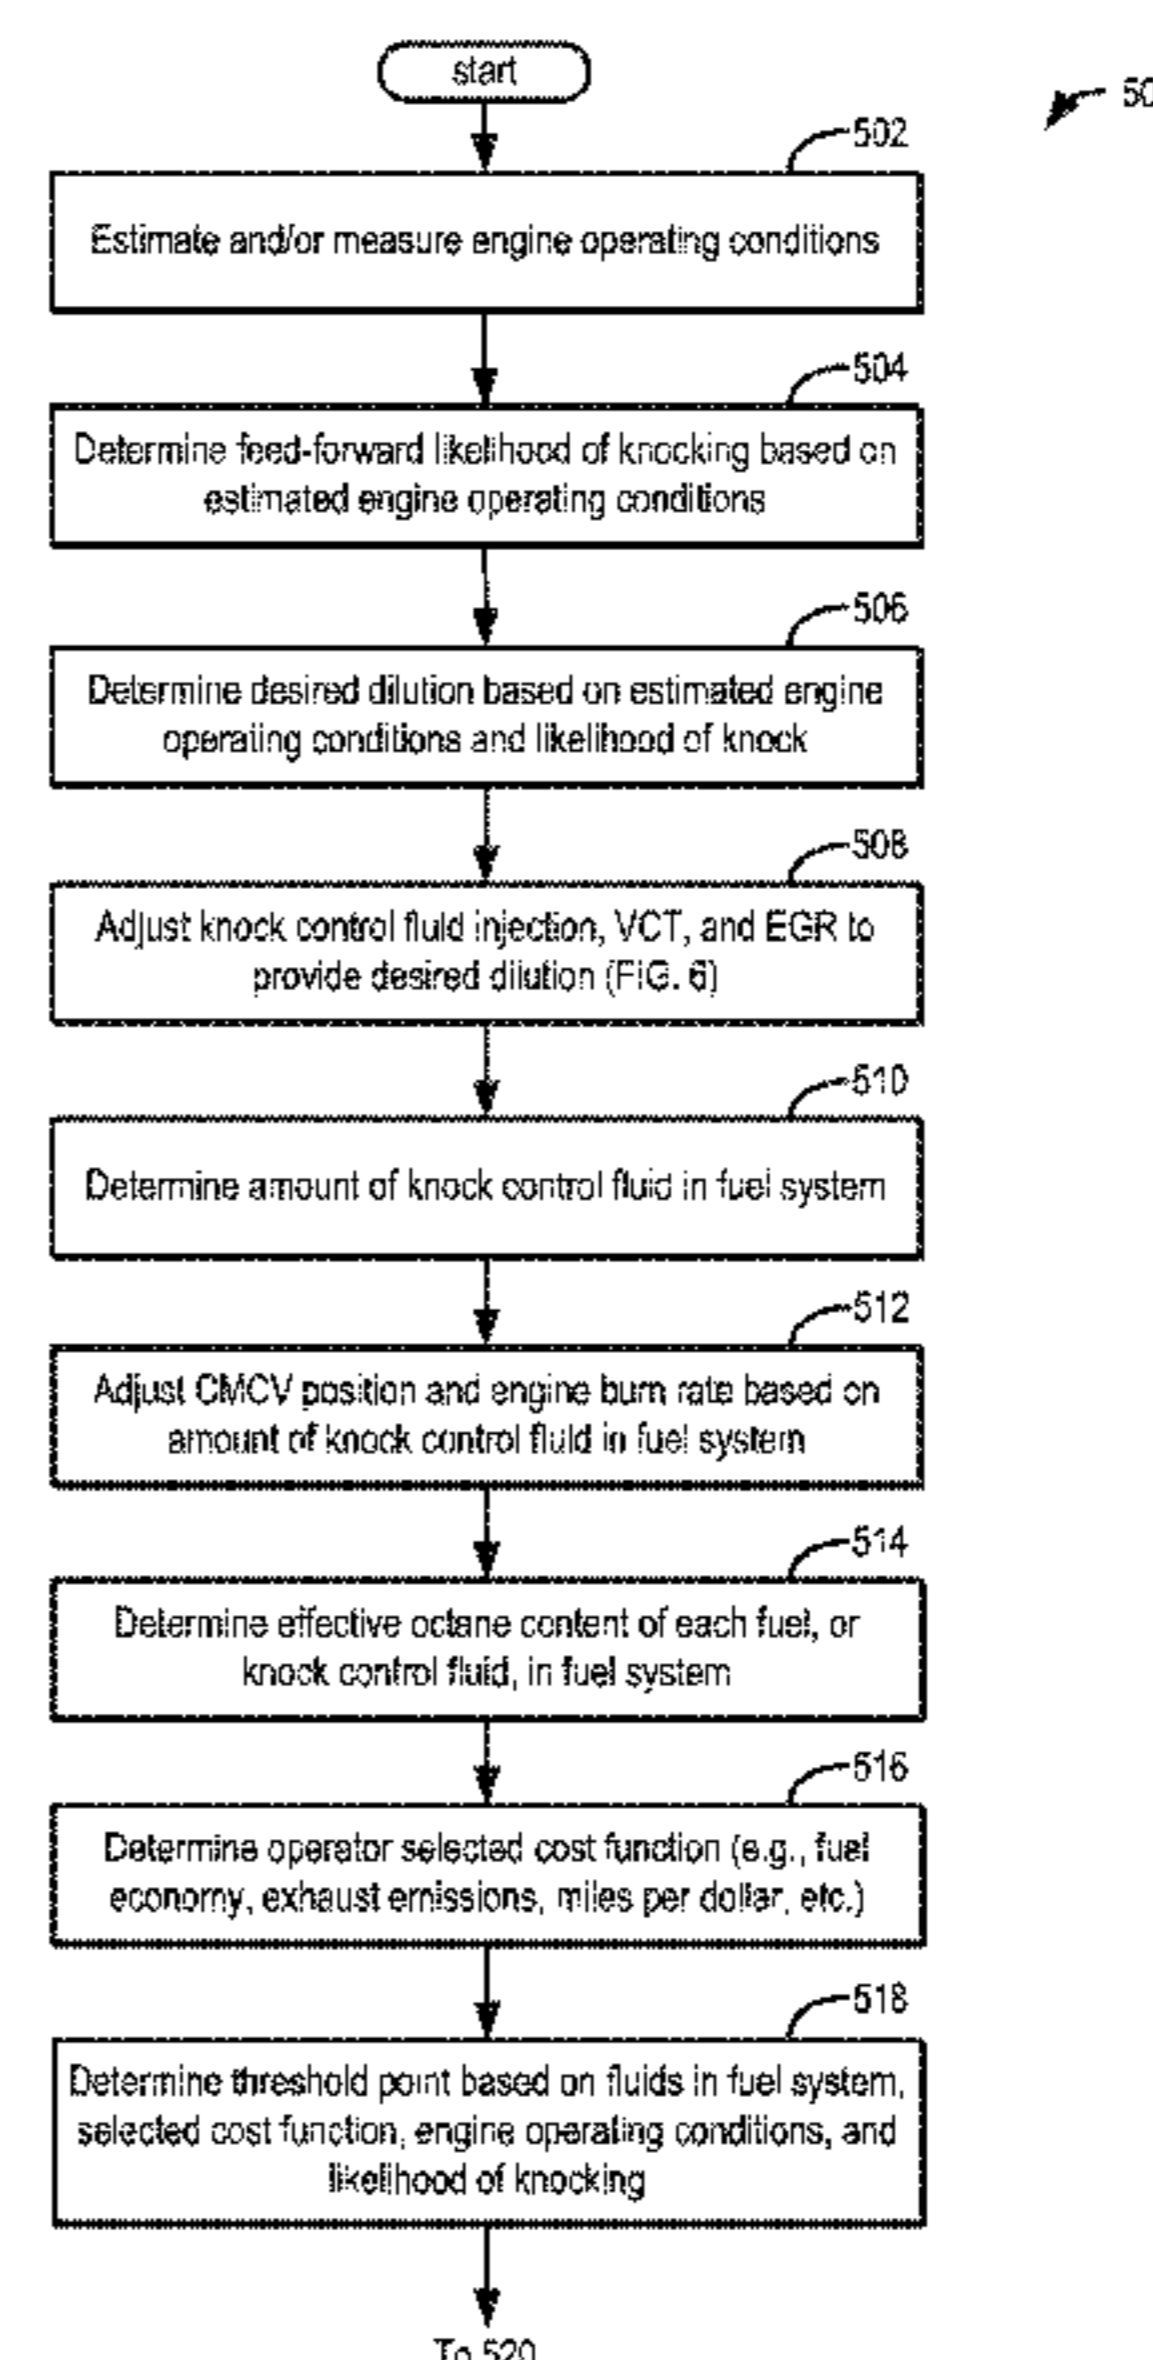 start
502
Estimate and/or measure engine operating conditions
504
Determine feed-forward likelihood of knocking based on
estimated engine operating conditions
506
Determine desired dilution based on estimated engine
operating conditions and likelihood of knock
508
Adjust knock control fluid injection, VCT, and EGR to
provide desired dilution (FIG. 6)
510
Determine amount of knock control fluid in fuel system
512
Adjust CMCV position and engine burn rate based on
amount of knock control fluid in fuel system
514
Determine effective octane content of each fuel, or
knock control fluid, in fuel system
516
Determine operator selected cost function (e.g., fuel
economy, exhaust emissions, miles per dollar, etc.)
518
Determine threshold point based on fluids in fuel system,
selected cost function, engine operating conditions, and
likelihood of knocking
To 520